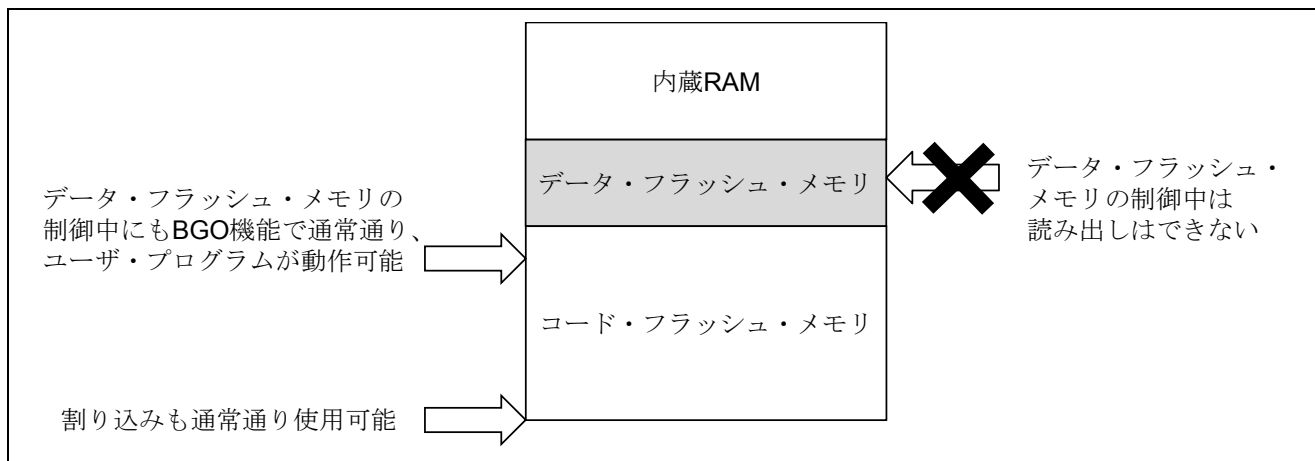 内蔵RAM
データ・フラッシュ・メモリ
コード・フラッシュ・メモリ
データ・フラッシュ・メモリの
制御中にもBGO機能で通常通り、
ユーザ・プログラムが動作可能
割り込みも通常通り使用可能
データ・フラッシュ・
メモリの制御中は
読み出しはできない